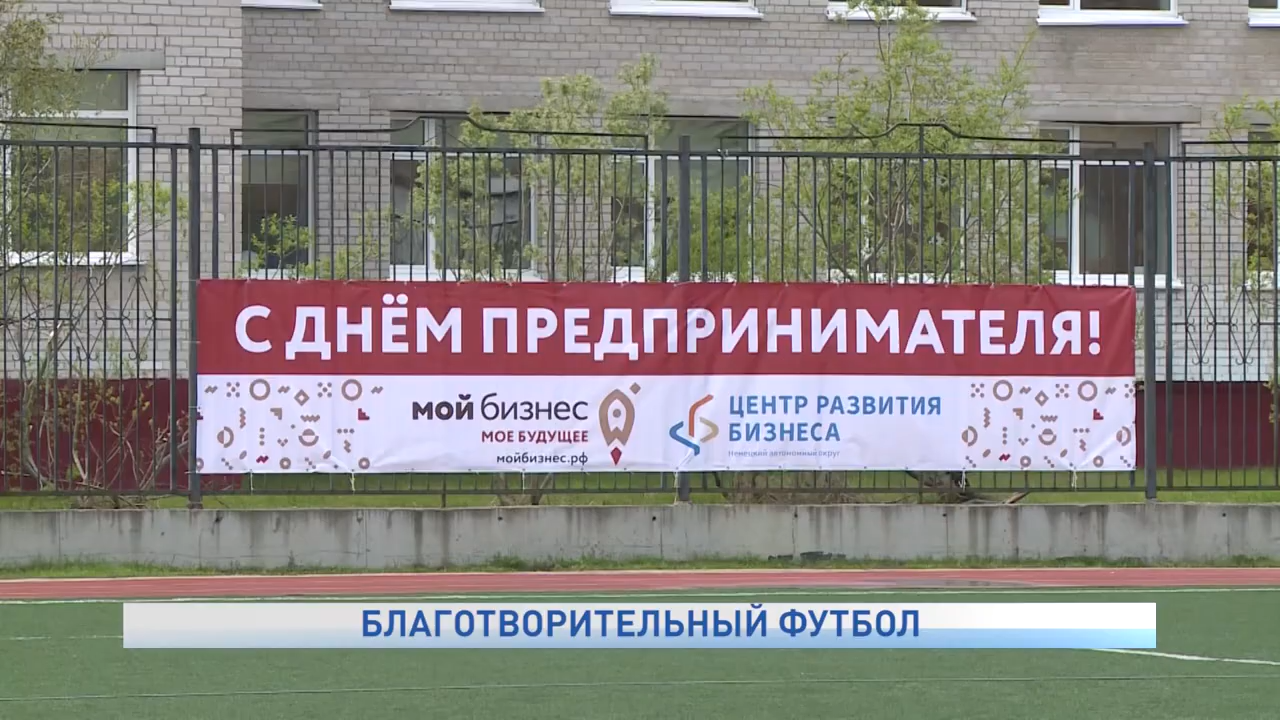 С ДНЁМ ПРЕДПРИНИМАТЕЛЯ!
мой бизнес
МОЕ БУДУЩЕЕ
мойбизнес.рф
ЦЕНТР РАЗВИТИЯ
БИЗНЕСА
Ненецкий автономный округ
БЛАГОТВОРИТЕЛЬНЫЙ ФУТБОЛ